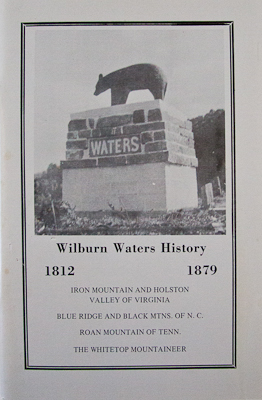 WATERS
Wilburn Waters History
1812 1879
IRON MOUNTAIN AND HOLSTON
VALLEY OF VIRGINIA
BLUE RIDGE AND BLACK MTNS. OF N. C.
ROAN MOUNTAIN OF TENN.
THE WHITETOP MOUNTAINEER